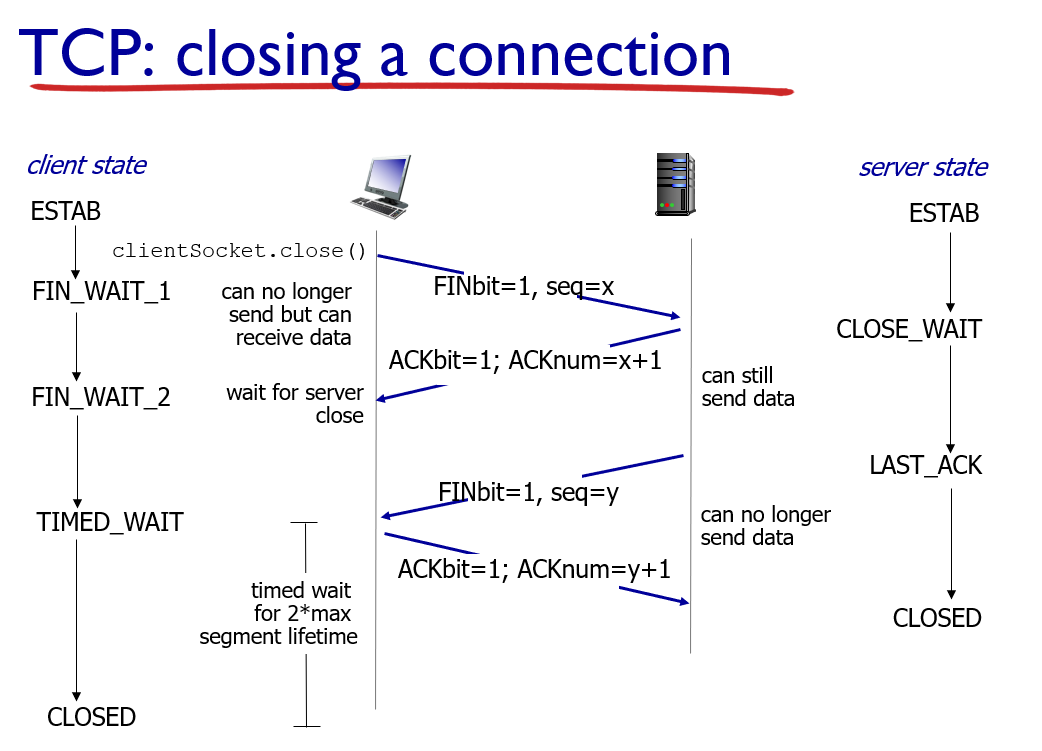 TCP: closing a connection
client state
server state
ESTAB
ESTAB
clientSocket.close()
FINbit=1, seq=x
FIN_WAIT_1
can no longer
send but can
receive data
CLOSE_WAIT
ACKbit=1; ACKnum=x+1
can still
send data
FIN_WAIT_2
wait for server
close
LAST_ACK
FINbit=1, seq=y
can no longer
send data
TIMED_WAIT
ACKbit=1; ACKnum=y+1
timed wait
for 2*max
segment lifetime
CLOSED
CLOSED